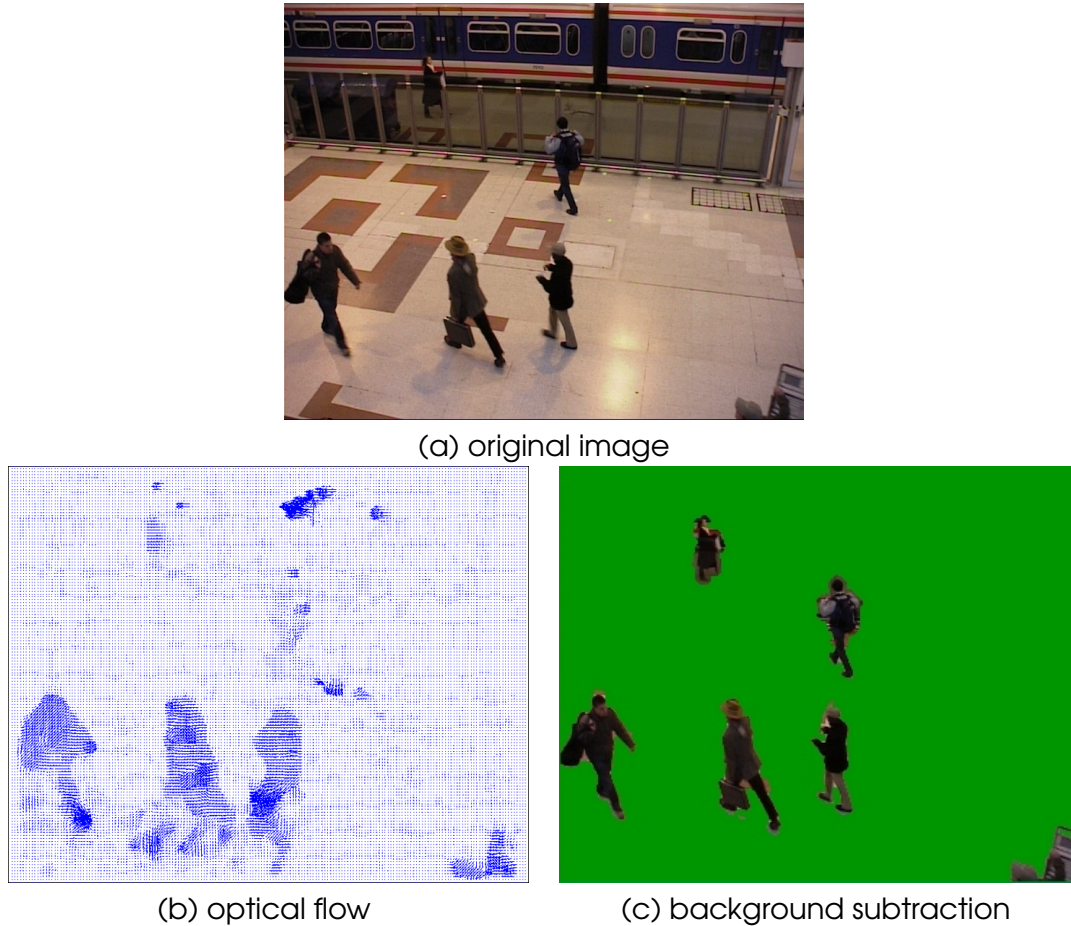 (a) original image
(b) optical flow
(c) background subtraction